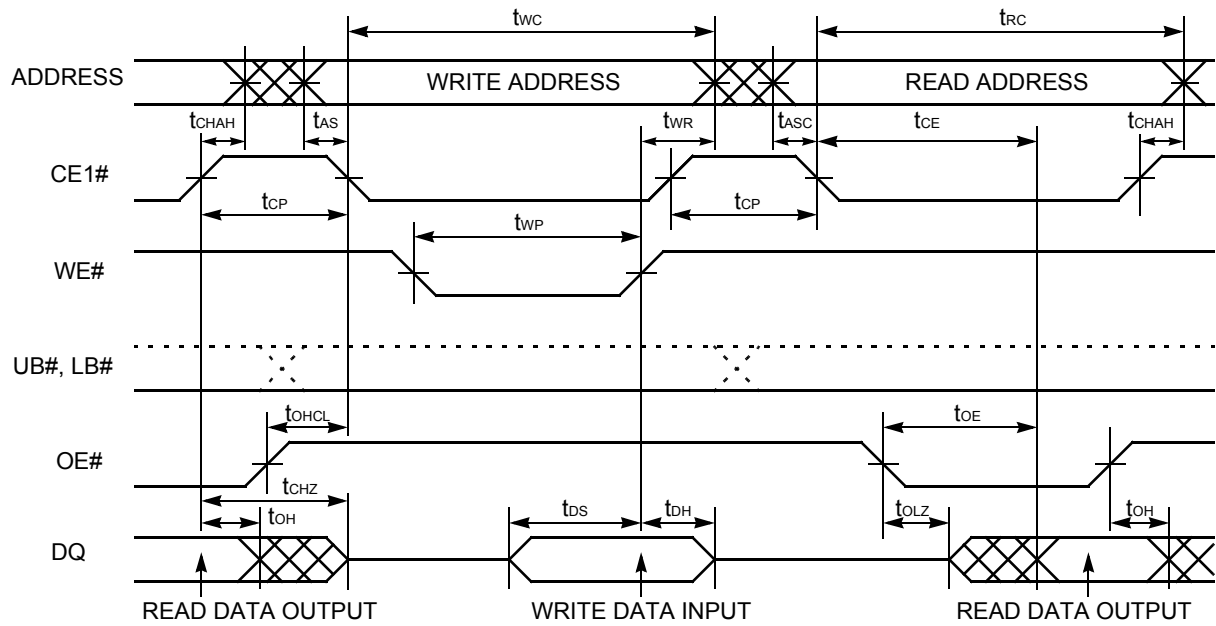 tWC
tRC
ADDRESS
WRITE ADDRESS
READ ADDRESS
tCHAH
tAS
tWR
tASC
tCE
tCHAH
CE1#
tCP
tCP
tWP
WE#
UB#, LB#
tOHCL
tOE
OE#
tCHZ
tOH
tDS
tDH
tOLZ
tOH
DQ
READ DATA OUTPUT
WRITE DATA INPUT
READ DATA OUTPUT